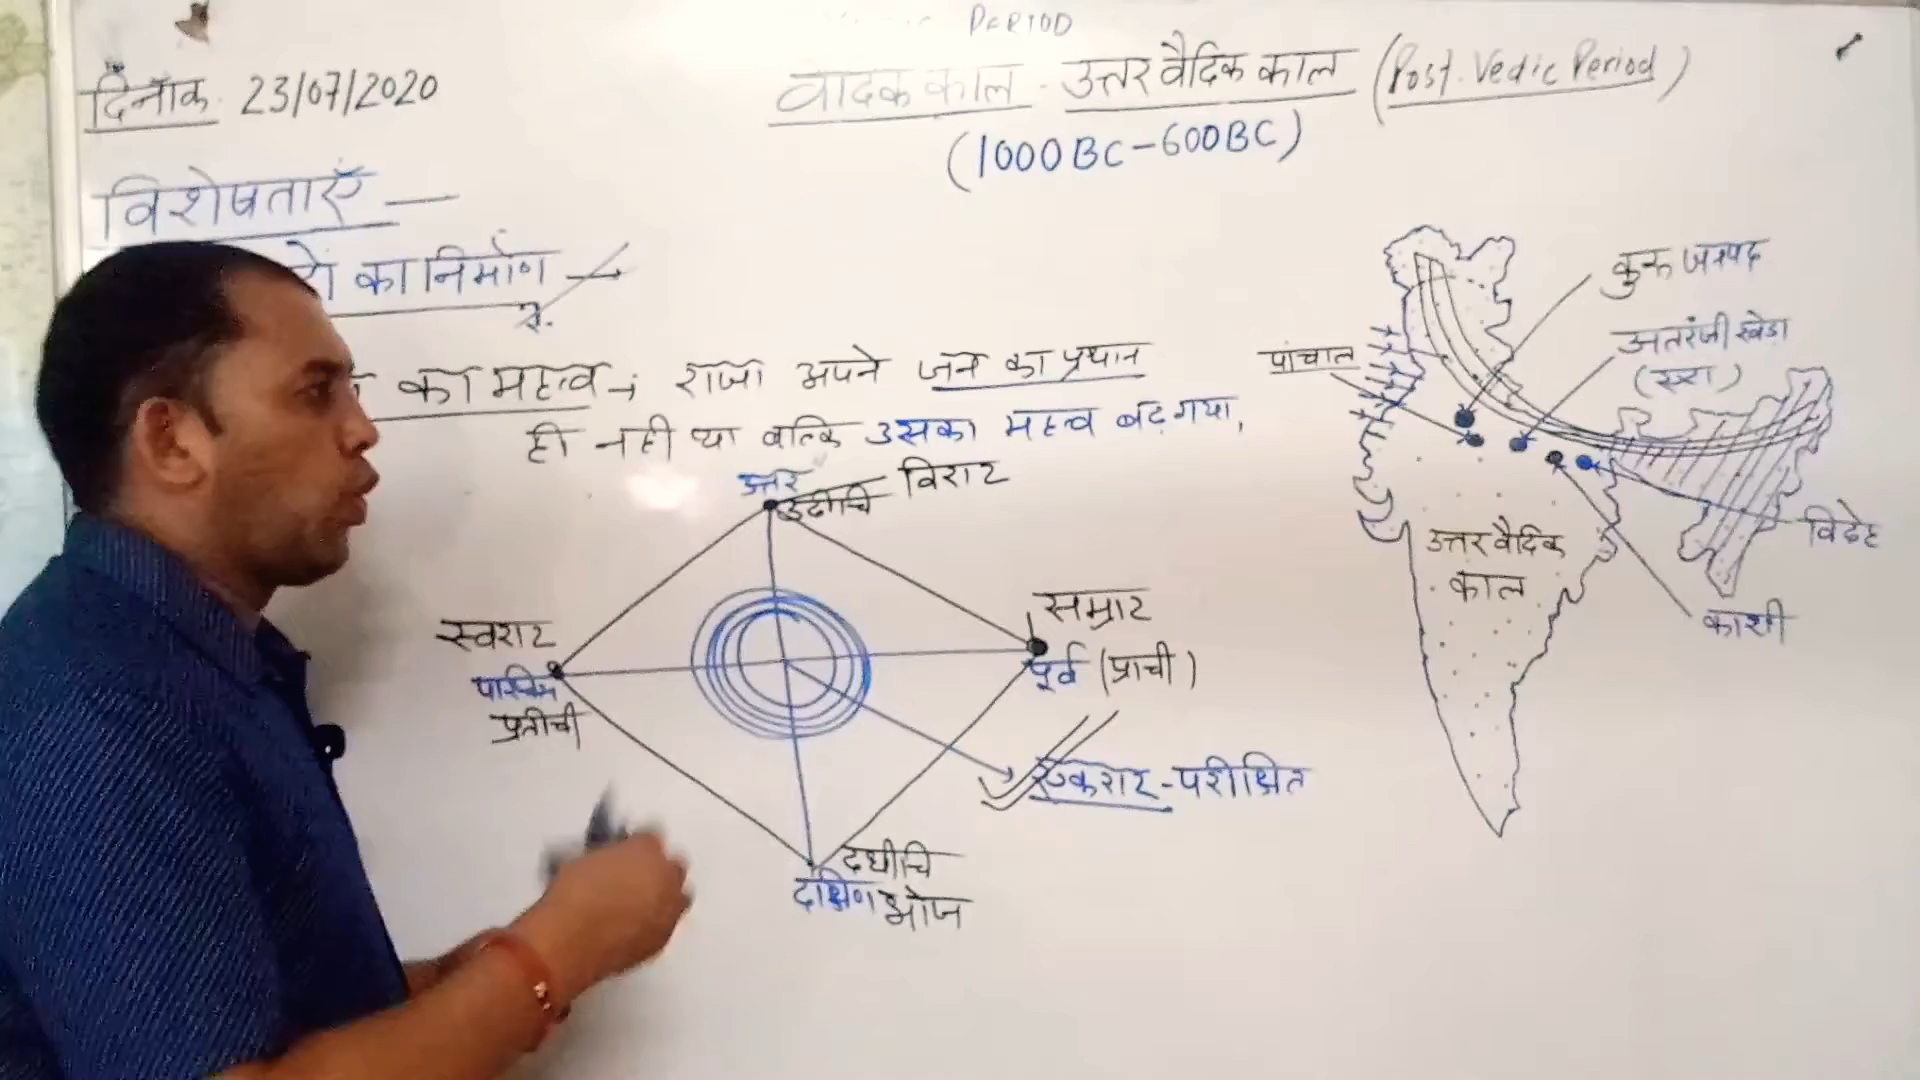 PERIOD
दिनाँक 23/07/2020
वादक काल - उत्तर वैदिक काल (Post. Vedic Period)
(1000BC-600BC)
विशेषताएँ —
का निर्माण
का महत्व → राजा अपने जन का प्रधान
ही नही था बल्कि उसका महत्व बढ़ गया,
उत्तर
उदीचि विराट
स्वराट
पश्चिम
प्रतीची
सम्राट
पूर्व (प्राची)
एकराट - परीक्षित
दधीचि
दक्षिण भोज
कुरू जनपद
अतरंजी खेडा
पांचाल
विदेह
काशी
उत्तर वैदिक
काल